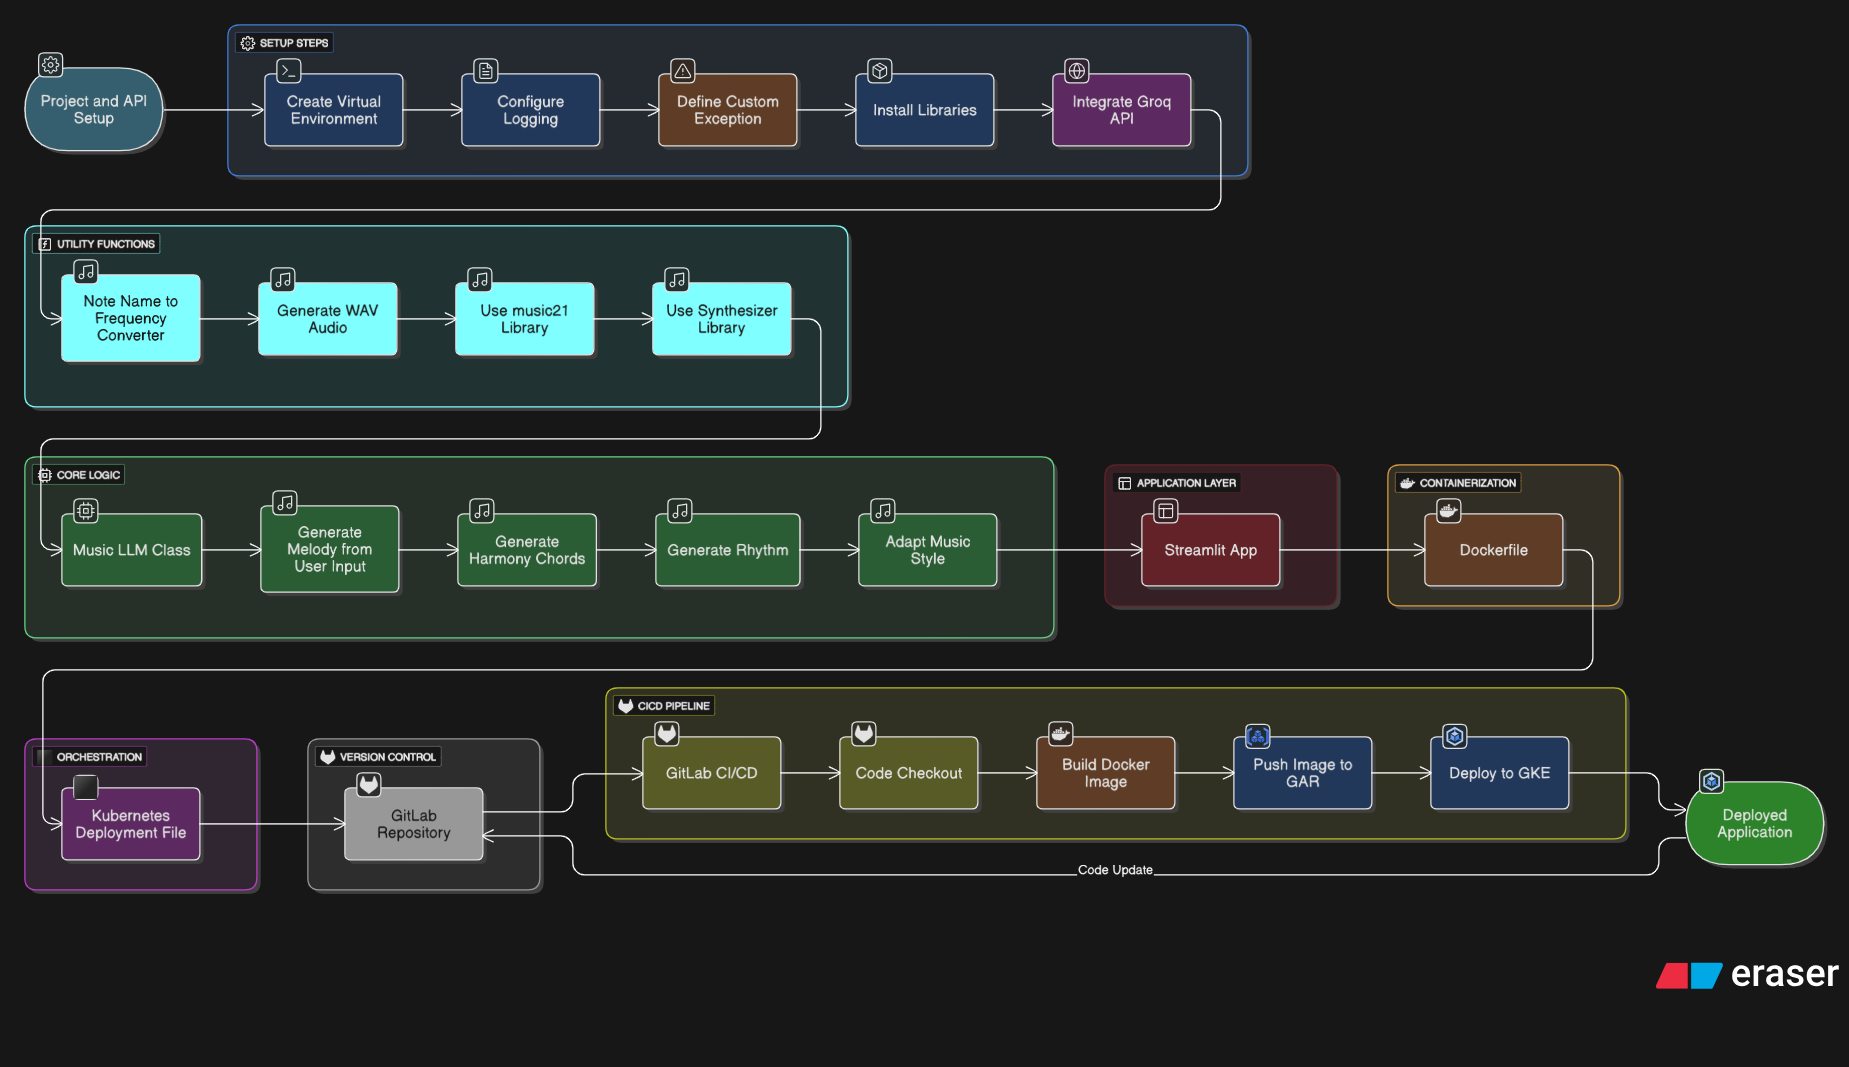 SETUP STEPS
Project and API
Setup
Create Virtual
Environment
Configure
Logging
Define Custom
Exception
Install Libraries
Integrate Groq
API
UTILITY FUNCTIONS
Note Name to
Frequency
Converter
Generate WAV
Audio
Use music21
Library
Use Synthesizer
Library
CORE LOGIC
Music LLM Class
Generate
Melody from
User Input
Generate
Harmony Chords
Generate Rhythm
Adapt Music
Style
APPLICATION LAYER
Streamlit App
CONTAINERIZATION
Dockerfile
ORCHESTRATION
Kubernetes
Deployment File
VERSION CONTROL
GitLab
Repository
CICD PIPELINE
GitLab CI/CD
Code Checkout
Build Docker
Image
Push Image to
GAR
Deploy to GKE
Deployed
Application
Code Update
eraser